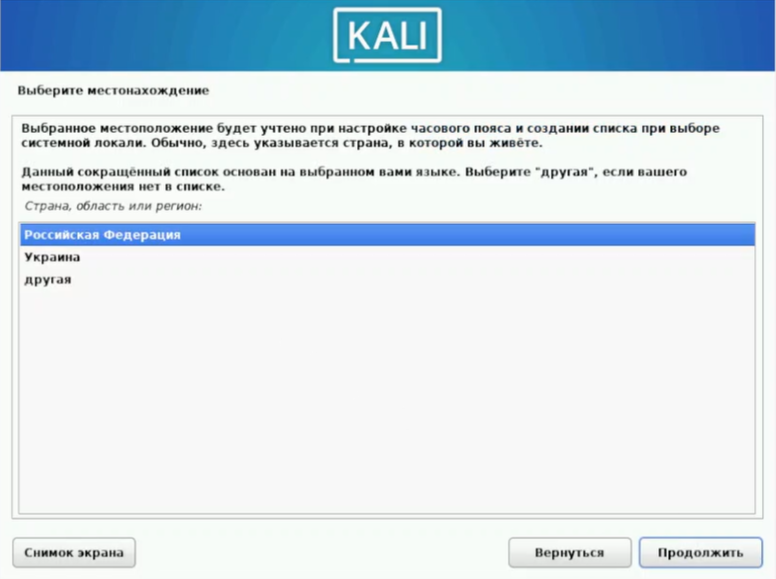 KALI
Выберите местонахождение
Выбранное местоположение будет учтено при настройке часового пояса и создании списка при выборе
системной локали. Обычно, здесь указывается страна, в которой вы живёте.
Данный сокращённый список основан на выбранном вами языке. Выберите "другая", если вашего
местоположения нет в списке.
Страна, область или регион:
Российская Федерация
Украина
другая
Снимок экрана
Вернуться
Продолжить